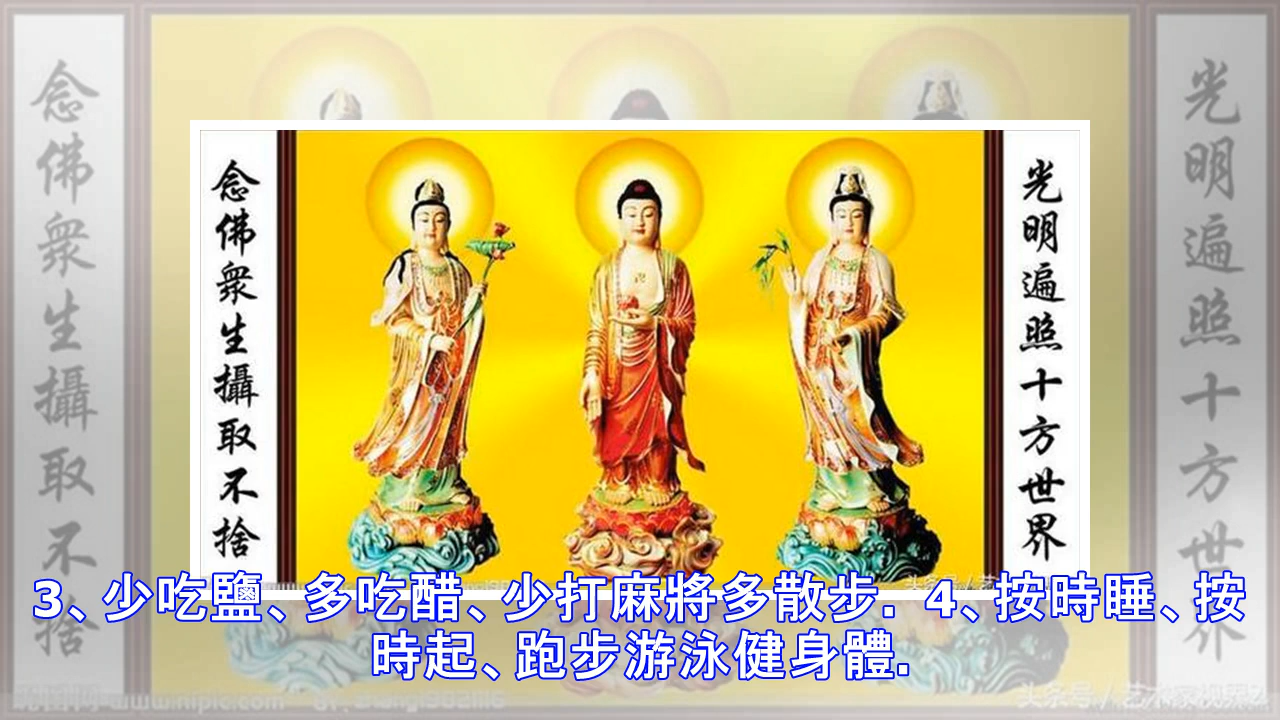 光明遍照十方世界
念佛衆生攝取不捨
3、少吃鹽、多吃醋、少打麻將多散步. 4、按時睡、按
時起、跑步游泳健身體.